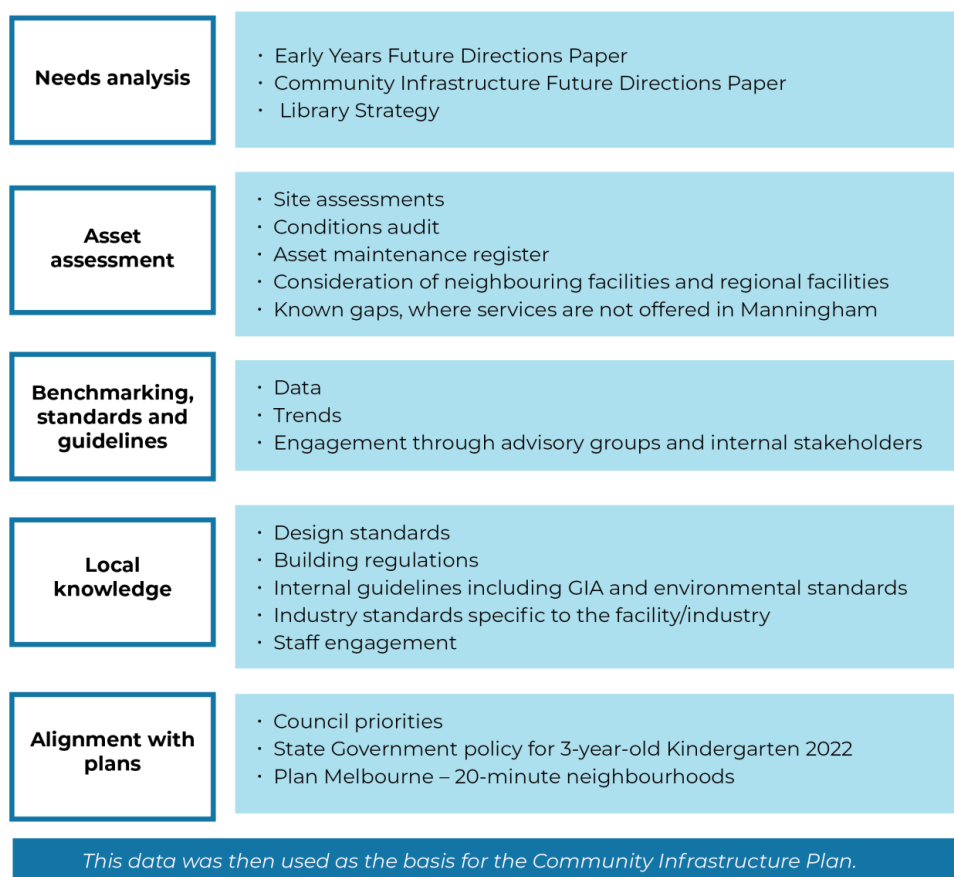 Needs analysis
· Early Years Future Directions Paper
· Community Infrastructure Future Directions Paper
· Library Strategy
Asset
assessment
· Site assessments
· Conditions audit
· Asset maintenance register
· Consideration of neighbouring facilities and regional facilities
· Known gaps, where services are not offered in Manningham
Benchmarking,
standards and
guidelines
· Data
· Trends
· Engagement through advisory groups and internal stakeholders
Local
knowledge
· Design standards
· Building regulations
· Internal guidelines including GIA and environmental standards
· Industry standards specific to the facility/industry
· Staff engagement
Alignment with
plans
· Council priorities
· State Government policy for 3-year-old Kindergarten 2022
· Plan Melbourne – 20-minute neighbourhoods
This data was then used as the basis for the Community Infrastructure Plan.